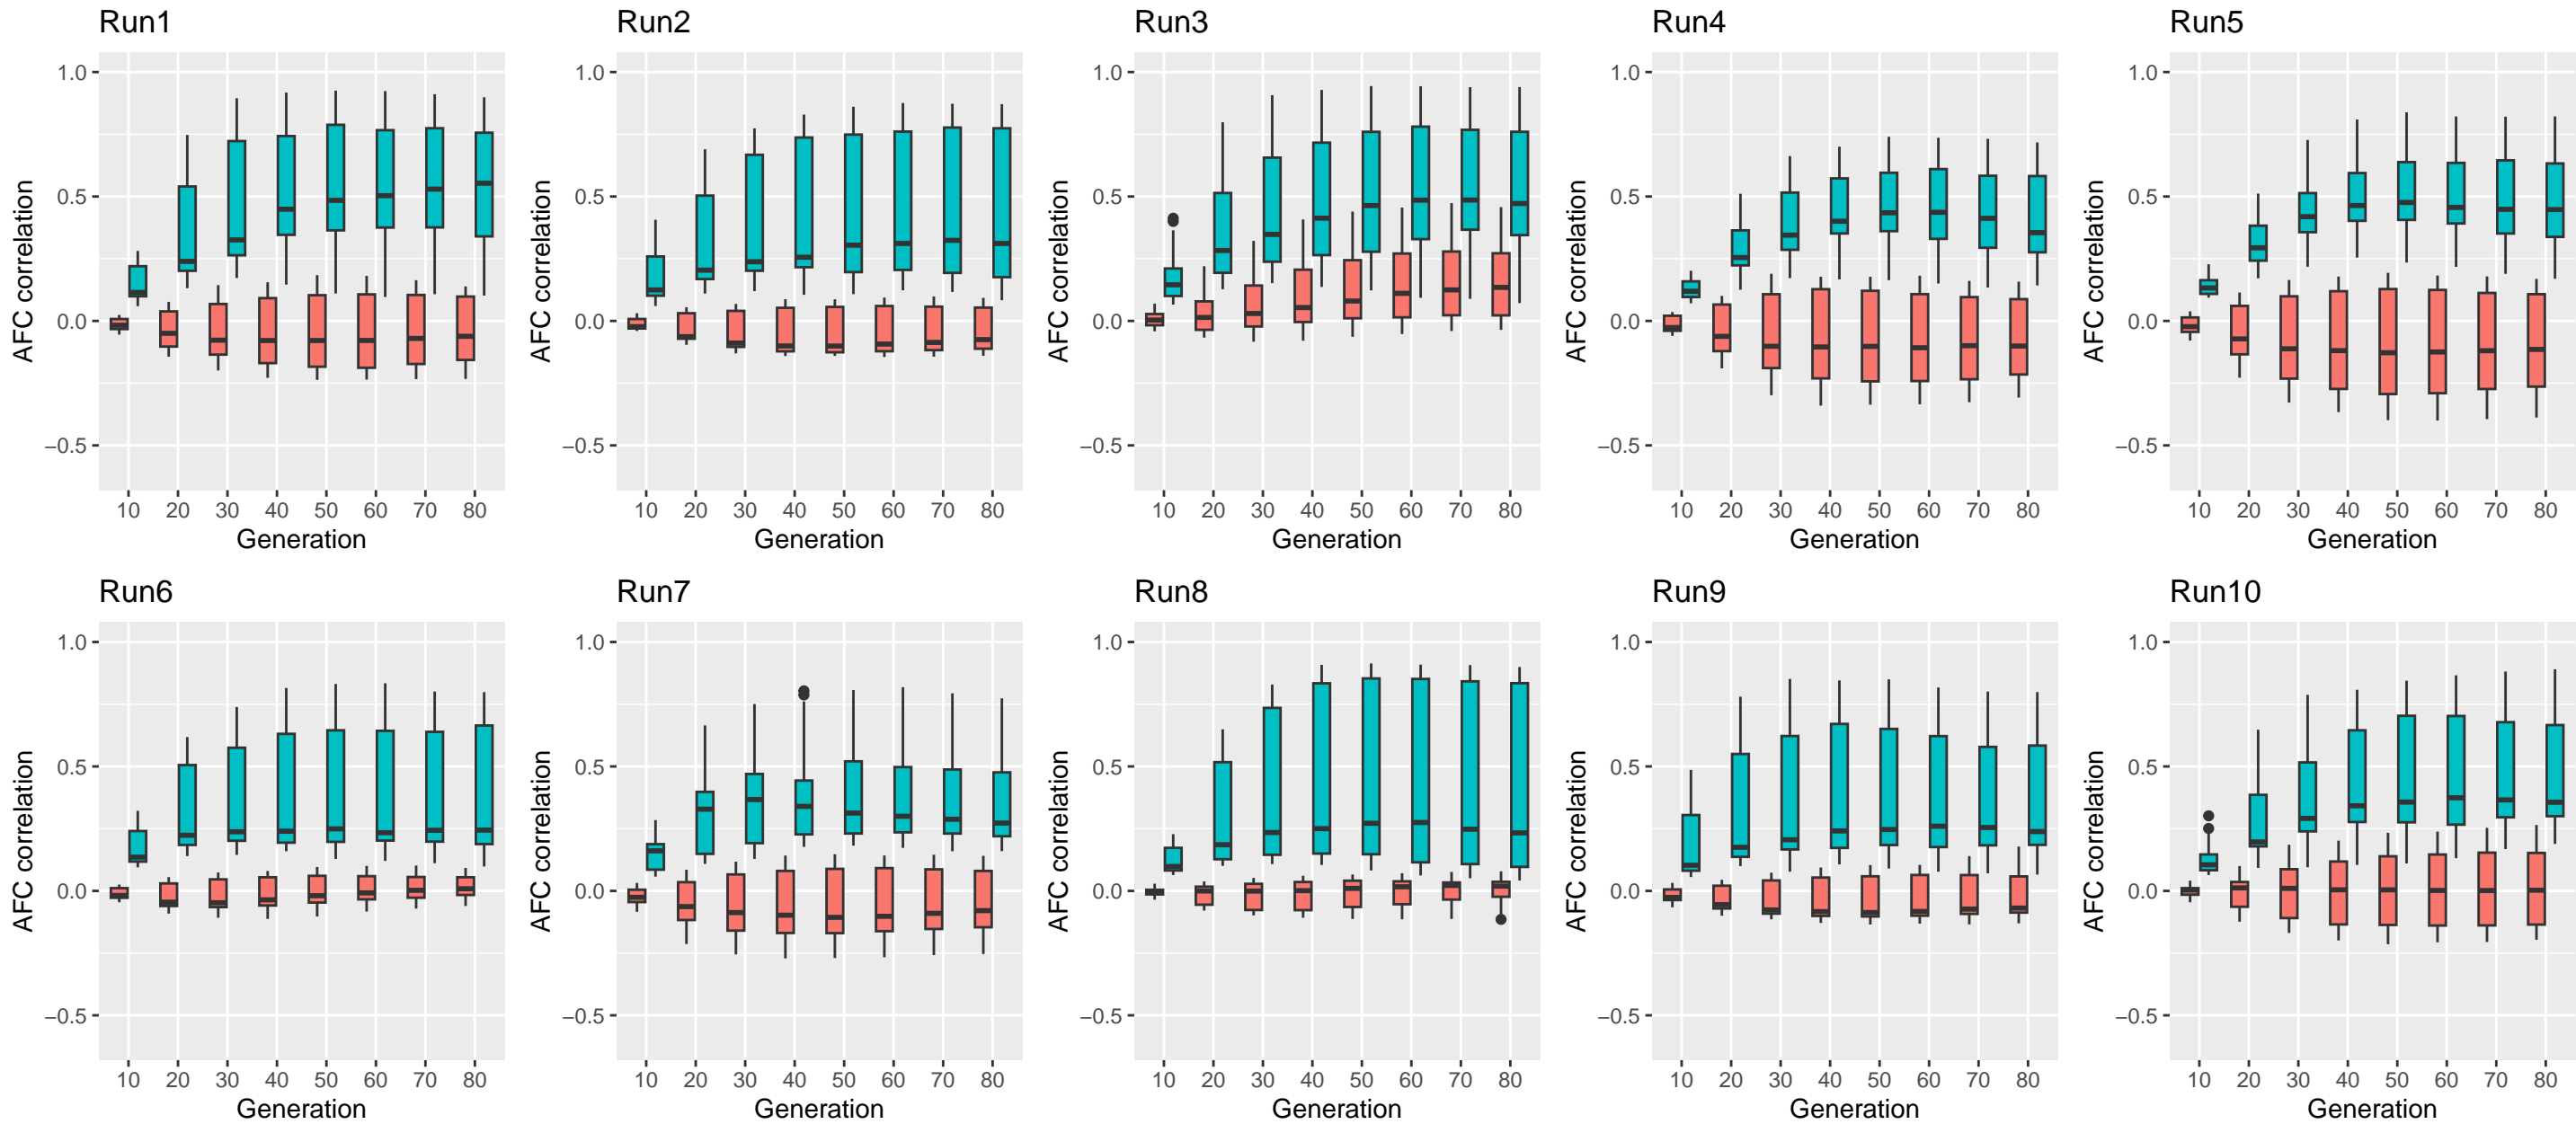 Run1 Run2 Run3 Run4 Run5
1.0 1.0 1.0 1.0 1.0
0.5 0.5 0.5 0.5 0.5
0.0 0.0 0.0 0.0 0.0
−0.5 −0.5 −0.5 −0.5 −0.5
AFC correlation AFC correlation AFC correlation AFC correlation AFC correlation
10 20 30 40 50 60 70 80 10 20 30 40 50 60 70 80 10 20 30 40 50 60 70 80 10 20 30 40 50 60 70 80 10 20 30 40 50 60 70 80
Generation Generation Generation Generation Generation
Run6 Run7 Run8 Run9 Run10
1.0 1.0 1.0 1.0 1.0
0.5 0.5 0.5 0.5 0.5
0.0 0.0 0.0 0.0 0.0
−0.5 −0.5 −0.5 −0.5 −0.5
AFC correlation AFC correlation AFC correlation AFC correlation AFC correlation
10 20 30 40 50 60 70 80 10 20 30 40 50 60 70 80 10 20 30 40 50 60 70 80 10 20 30 40 50 60 70 80 10 20 30 40 50 60 70 80
Generation Generation Generation Generation Generation